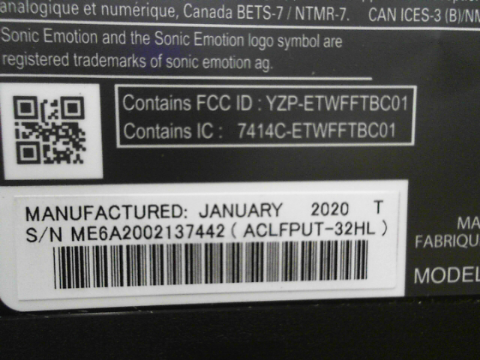 analogique et numérique, Canada BETS-7 / NTMR-7. CAN ICES-3 (B)/NM
Sonic Emotion and the Sonic Emotion logo symbol are
registered trademarks of sonic emotion ag.
Contains FCC ID : YZP-ETWFFTBC01
Contains IC : 7414C-ETWFFTBC01
MANUFACTURED: JANUARY 2020 T
S/N ME6A2002137442 ( ACLFPUT-32HL )
MA
FABRIQU
MODEL